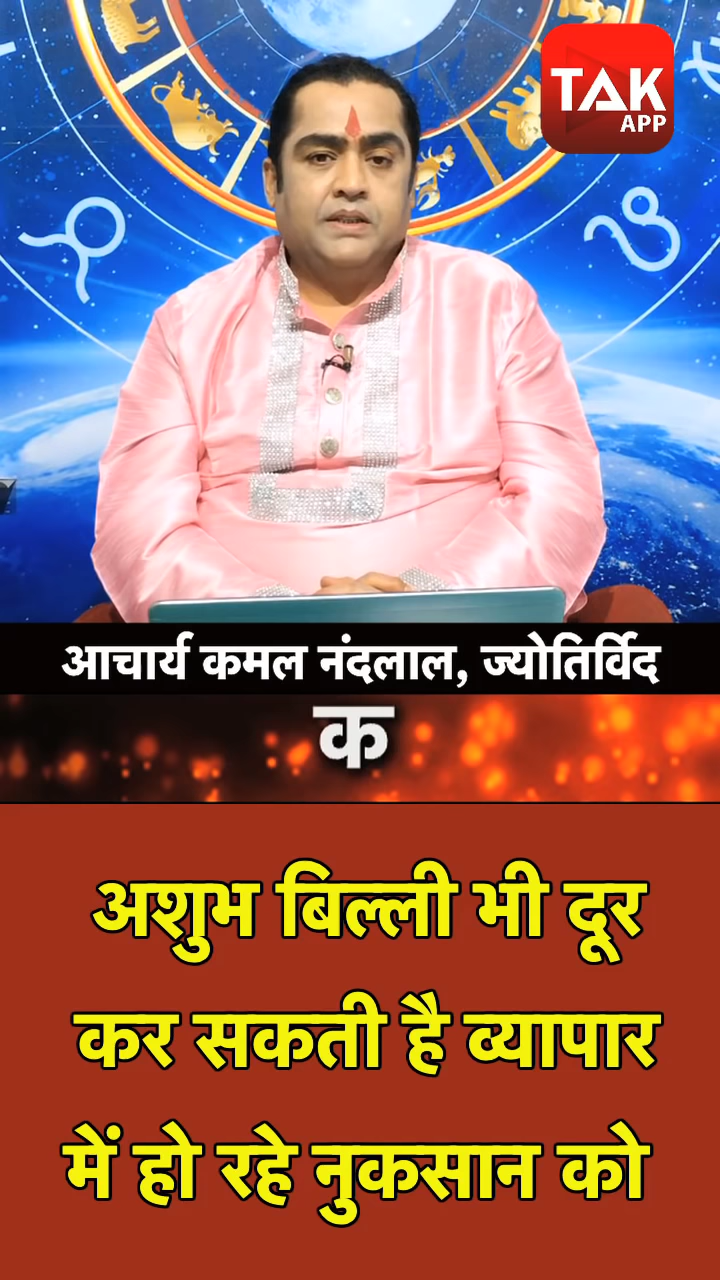 TAK
APP
आचार्य कमल नंदलाल, ज्योतिर्विद
क
अशुभ बिल्ली भी दूर
कर सकती है व्यापार
में हो रहे नुकसान को